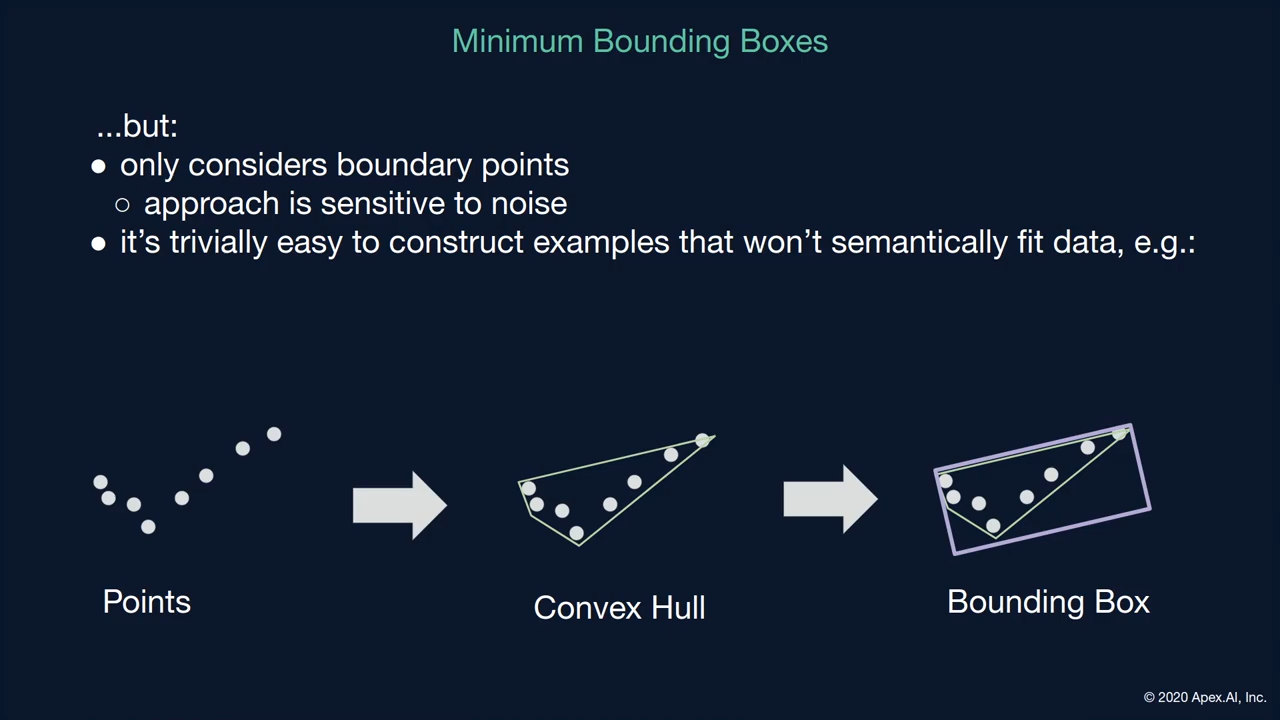 Minimum Bounding Boxes
...but:
● only considers boundary points
○ approach is sensitive to noise
● it’s trivially easy to construct examples that won’t semantically fit data, e.g.:
Points
Convex Hull
Bounding Box
© 2020 Apex.AI, Inc.